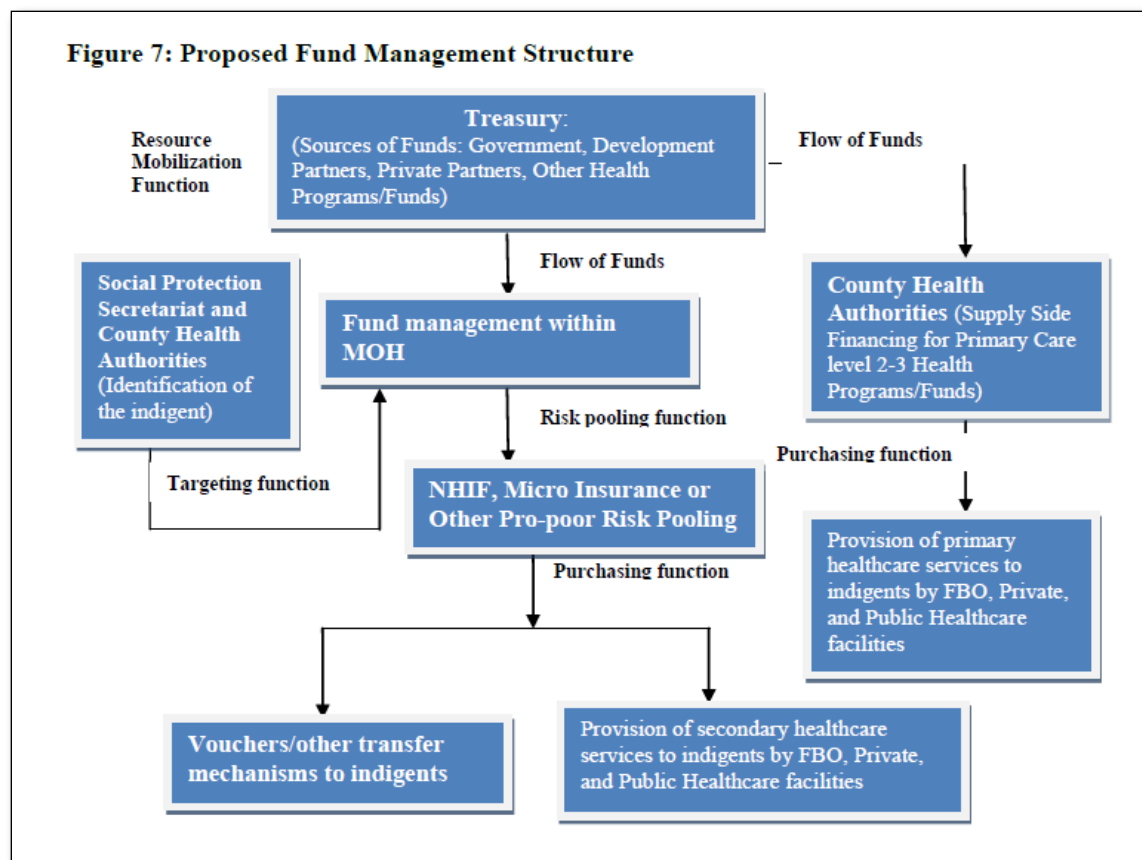 Figure 7: Proposed Fund Management Structure
Resource
Mobilization
Function
Treasury:
(Sources of Funds: Government, Development
Partners, Private Partners, Other Health
Programs/Funds)
Flow of Funds
Flow of Funds
Social Protection
Secretariat and
County Health
Authorities
(Identification of
the indigent)
Fund management within
MOH
County Health
Authorities (Supply Side
Financing for Primary Care
level 2-3 Health
Programs/Funds)
Risk pooling function
Targeting function
Purchasing function
NHIF, Micro Insurance or
Other Pro-poor Risk Pooling
Purchasing function
Provision of primary
healthcare services to
indigents by FBO, Private,
and Public Healthcare
facilities
Vouchers/other transfer
mechanisms to indigents
Provision of secondary healthcare
services to indigents by FBO, Private,
and Public Healthcare facilities